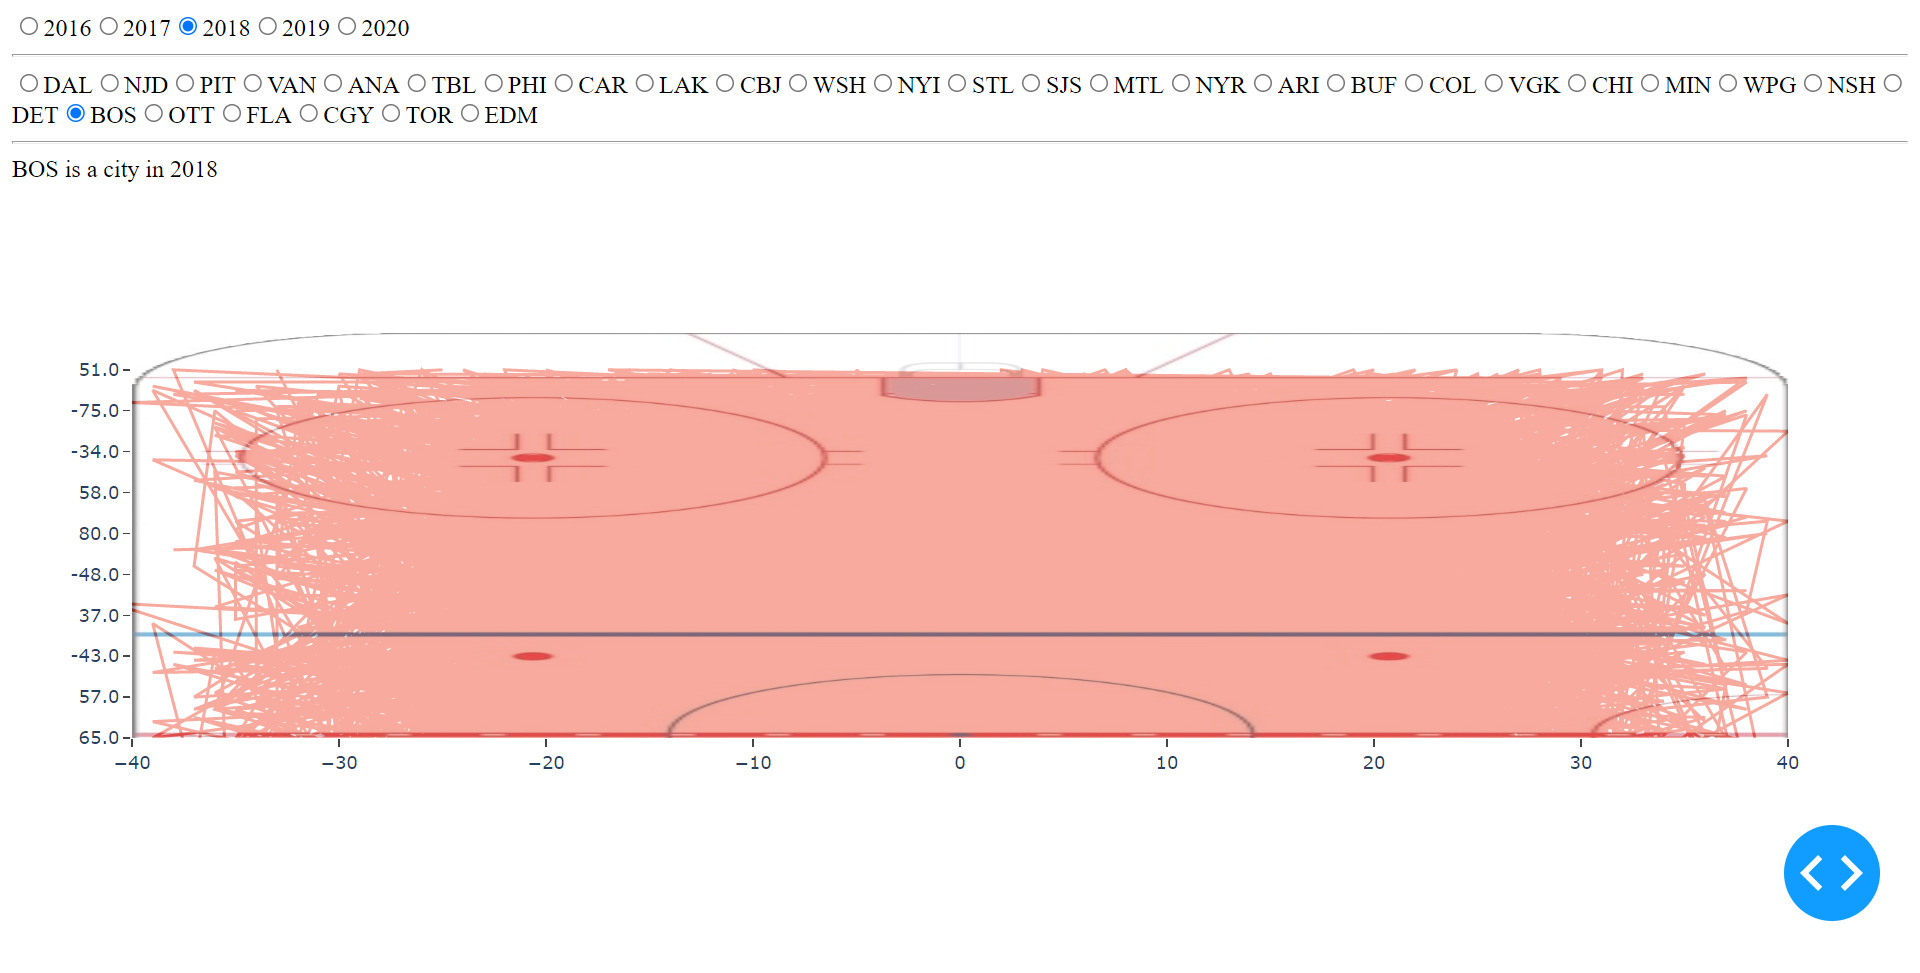 2016 2017 2018 2019 2020
DAL NJD PIT VAN ANA TBL PHI CAR LAK CBJ WSH NYI STL SJS MTL NYR ARI BUF COL VGK CHI MIN WPG NSH
DET BOS OTT FLA CGY TOR EDM
BOS is a city in 2018
51.0
-75.0
-34.0
58.0
80.0
-48.0
37.0
-43.0
57.0
65.0
−40 −30 −20 −10 0 10 20 30 40